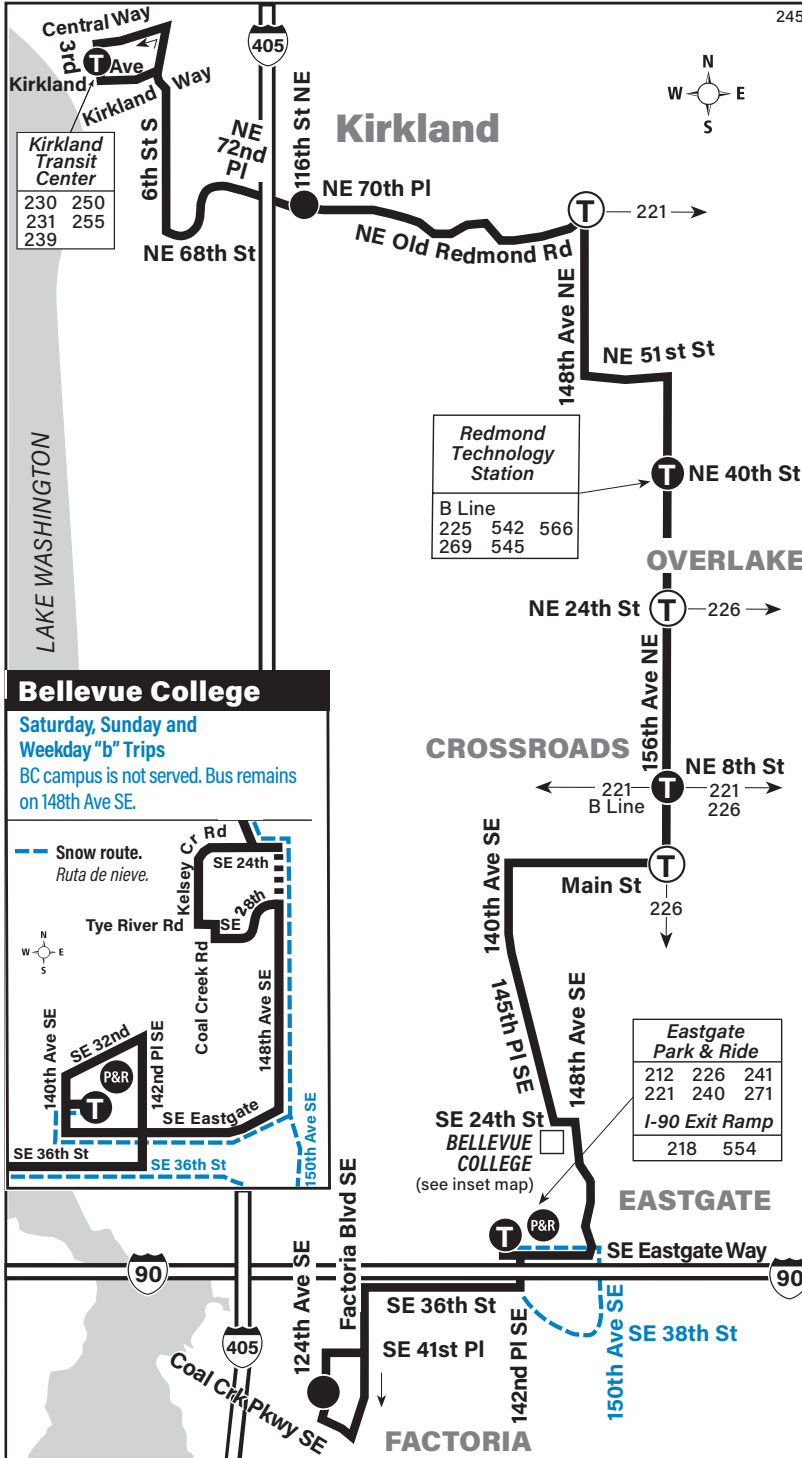 245
Central Way
3rd
T
Ave
Kirkland
Kirkland Way
405
N
W E
S
Kirkland
Transit
Center
230 250
231 255
239
6th St S
NE
72nd
Pl
116th St NE
Kirkland
NE 70th Pl
NE 68th St
NE Old Redmond Rd
T
221
148th Ave NE
NE 51st St
LAKE WASHINGTON
Redmond
Technology
Station
B Line
225 542 566
269 545
T
NE 40th St
OVERLAKE
NE 24th St
T
226
156th Ave NE
CROSSROADS
NE 8th St
221
B Line
T
221
226
Main St
T
226
140th Ave SE
145th Pl SE
148th Ave SE
Bellevue College
Saturday, Sunday and
Weekday "b" Trips
BC campus is not served. Bus remains
on 148th Ave SE.
Snow route.
Ruta de nieve.
Kelsey Cr Rd
SE 24th
SE 28th
Tye River Rd
Coal Creek Rd
N
W E
S
148th Ave SE
140th Ave SE
SE 32nd
P&R
T
142nd Pl SE
SE Eastgate
150th Ave SE
SE 36th St
SE 36th St
Eastgate
Park & Ride
212 226 241
221 240 271
I-90 Exit Ramp
218 554
SE 24th St
BELLEVUE
COLLEGE
(see inset map)
EASTGATE
T
P&R
SE Eastgate Way
90
90
405
124th Ave SE
Factoria Blvd SE
SE 36th St
SE 41st Pl
142nd Pl SE
150th Ave SE
SE 38th St
Coal Crk Pkwy SE
FACTORIA